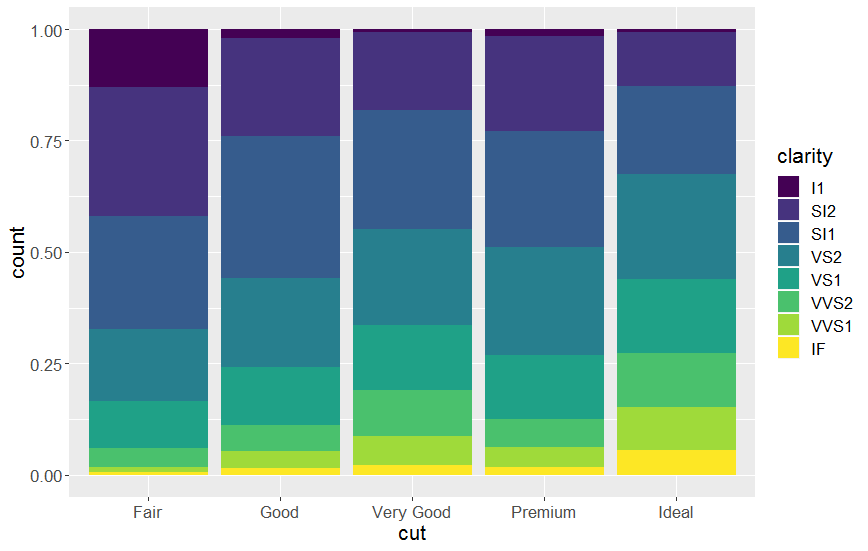 1.00
0.75
0.50
0.25
0.00
count
Fair Good Very Good Premium Ideal
cut
clarity
I1
SI2
SI1
VS2
VS1
VVS2
VVS1
IF